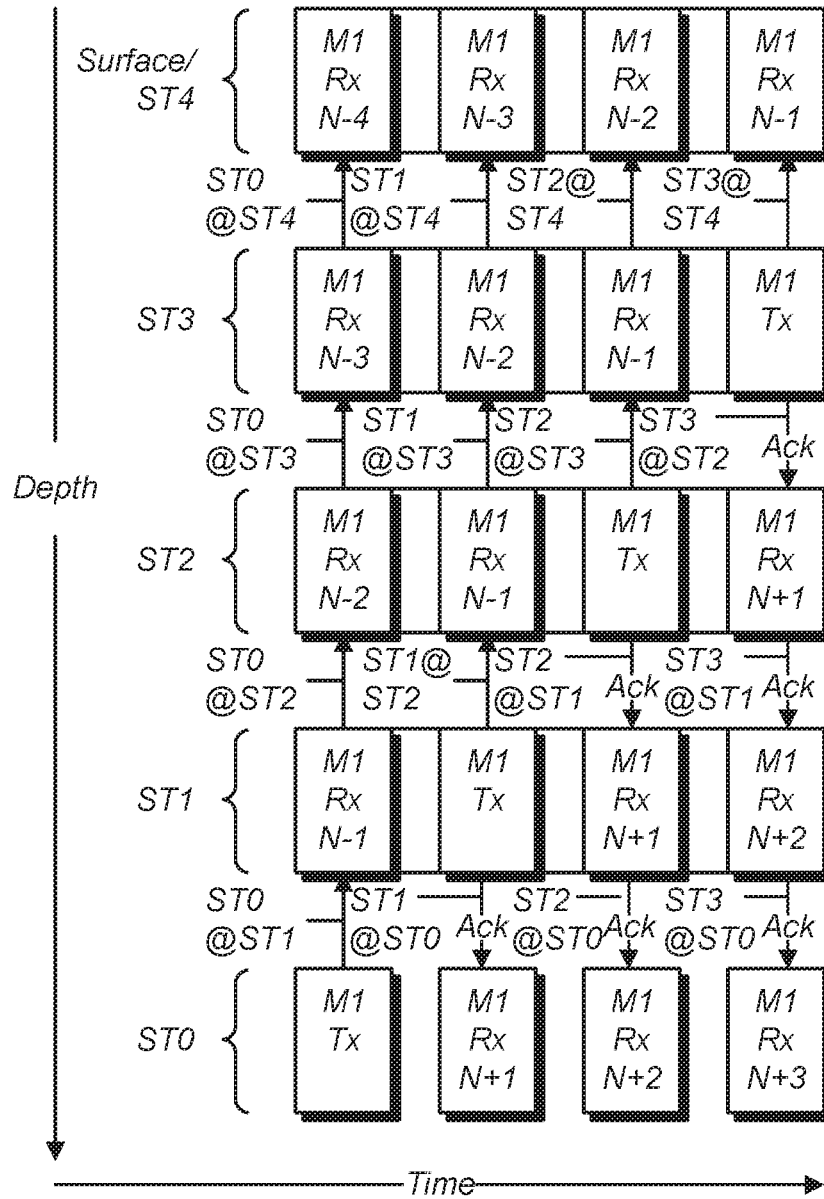 Surface/
ST4
M1
Rx
N-4
M1
Rx
N-3
M1
Rx
N-2
M1
Rx
N-1
ST0
@ST4
ST1
@ST4
ST2@
ST4
ST3@
ST4
ST3
M1
Rx
N-3
M1
Rx
N-2
M1
Rx
N-1
M1
Tx
ST0
@ST3
ST1
@ST3
ST2
@ST3
ST3
@ST2
Ack
Depth
ST2
M1
Rx
N-2
M1
Rx
N-1
M1
Tx
M1
Rx
N+1
ST0
@ST2
ST1@
ST2
ST2
@ST1
Ack
ST3
@ST1
Ack
ST1
M1
Rx
N-1
M1
Tx
M1
Rx
N+1
M1
Rx
N+2
ST0
@ST1
ST1
@ST0
Ack
ST2
@ST0
Ack
ST3
@ST0
Ack
ST0
M1
Tx
M1
Rx
N+1
M1
Rx
N+2
M1
Rx
N+3
Time